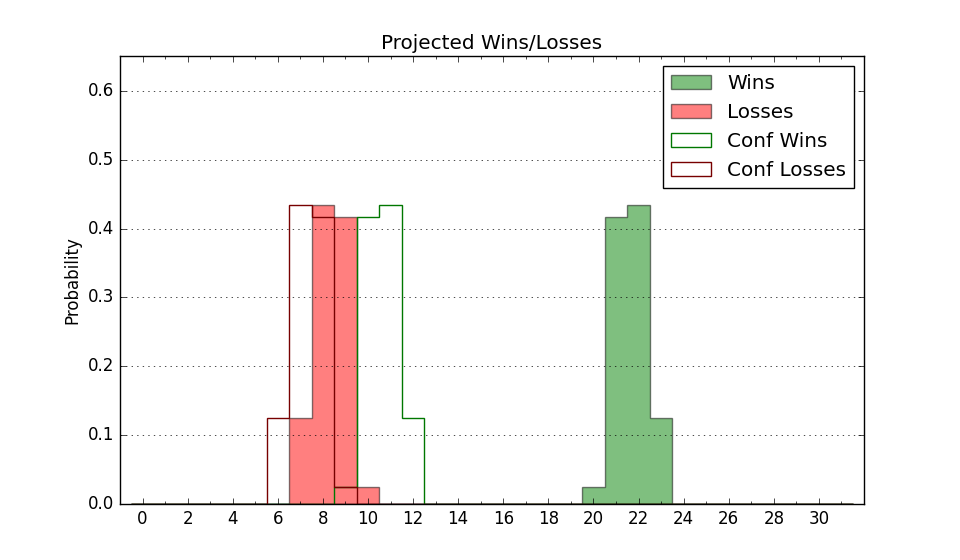 Projected Wins/Losses
Wins
Losses
Conf Wins
Conf Losses
Probability
0.6
0.5
0.4
0.3
0.2
0.1
0.0
0 2 4 6 8 10 12 14 16 18 20 22 24 26 28 30